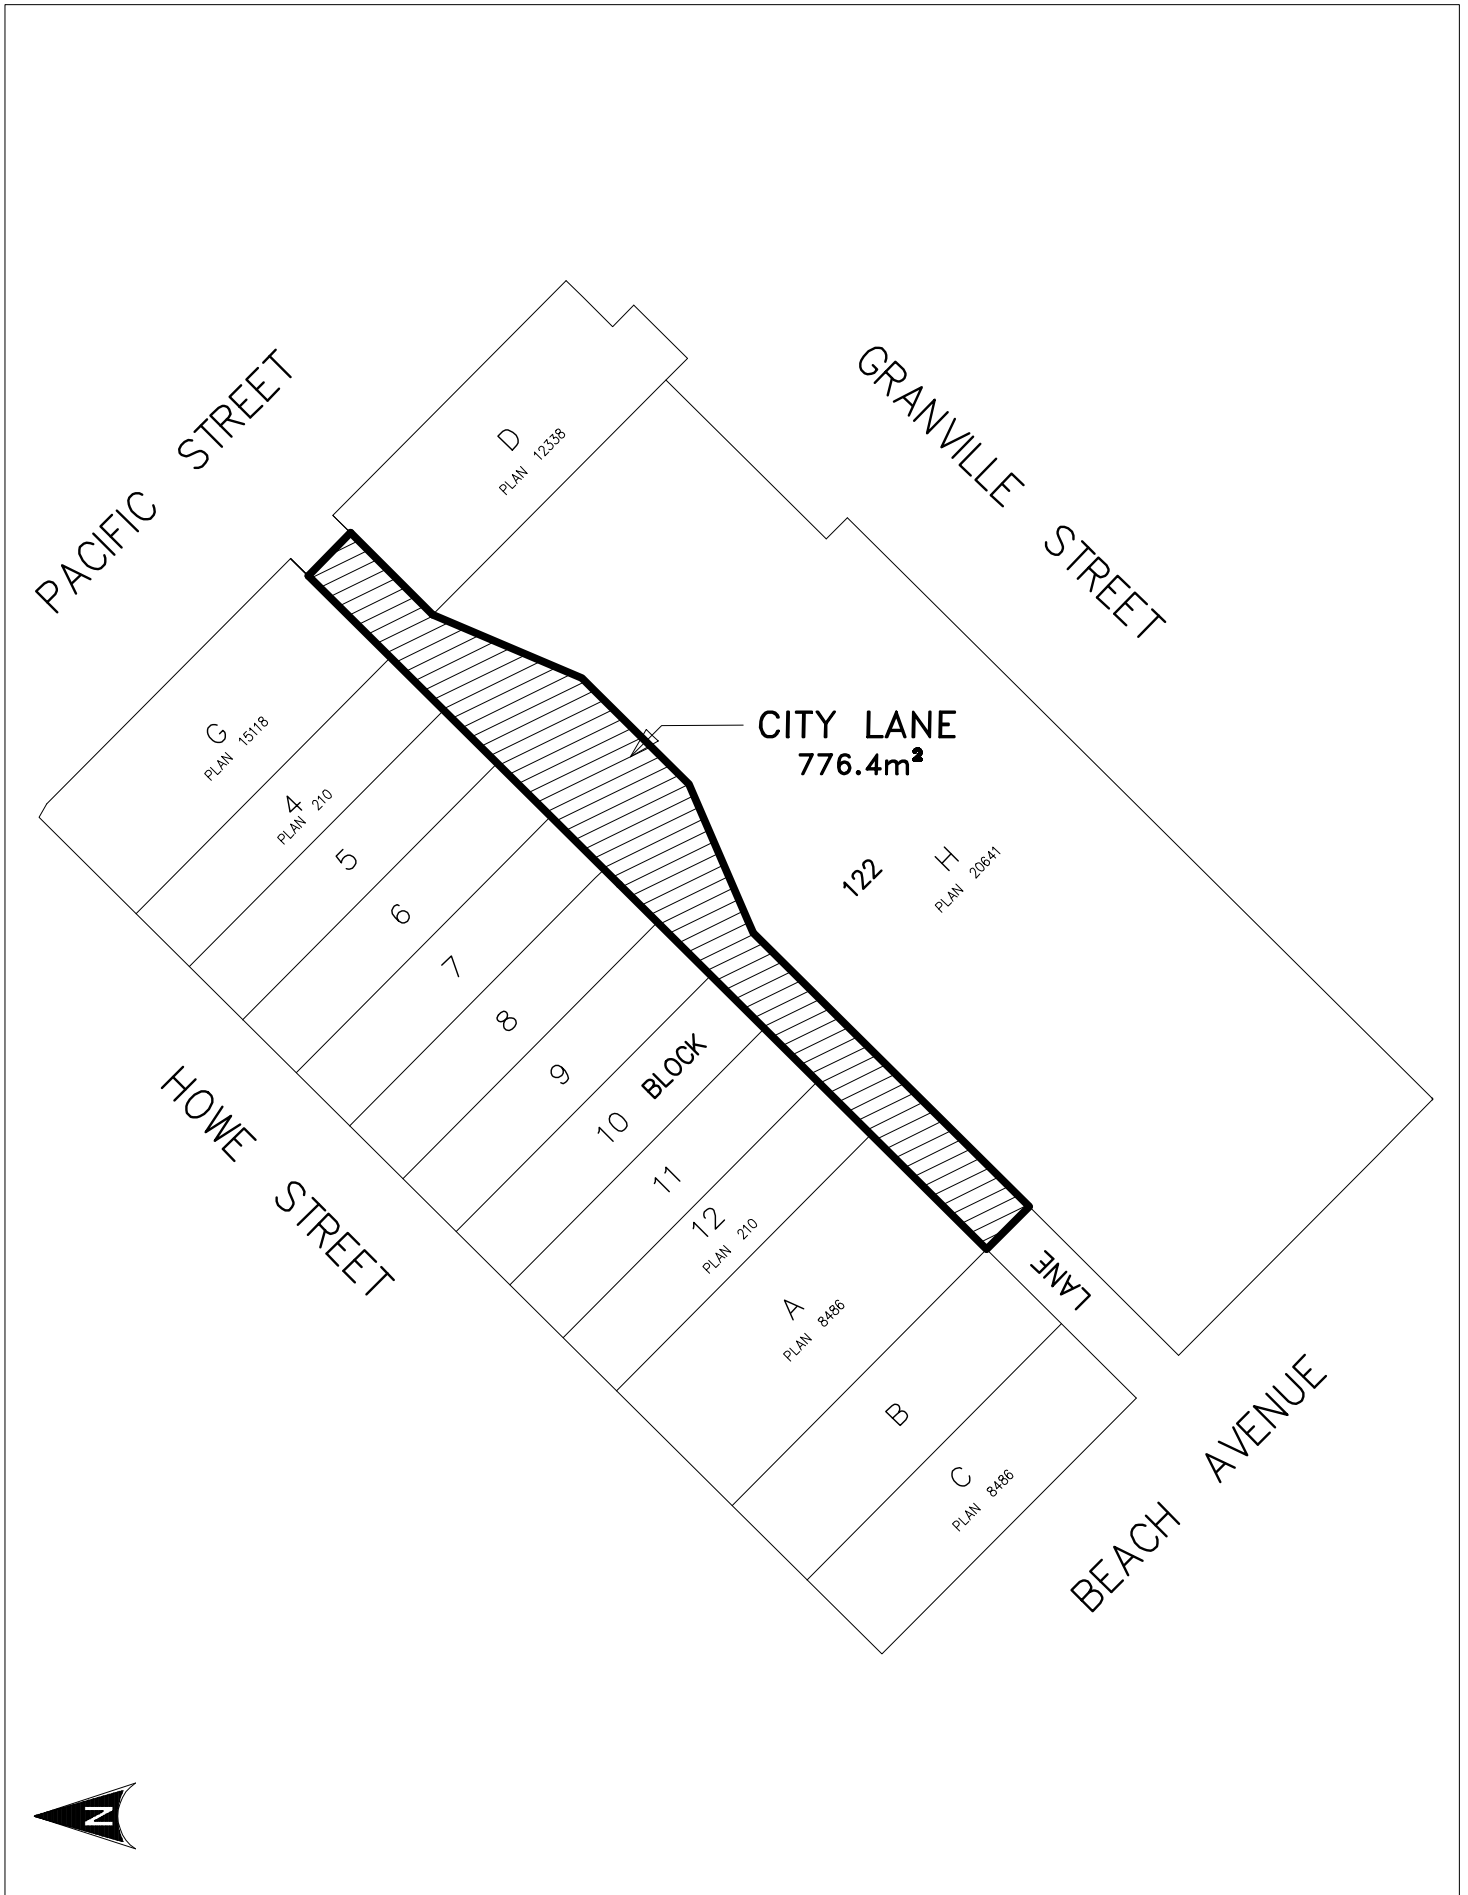 PACIFIC STREET
GRANVILLE STREET
D
PLAN 12338
G
PLAN 15118
CITY LANE
776.4m²
4
PLAN 210
5
6
7
8
9
10
11
12
PLAN 210
BLOCK
122
H
PLAN 20641
HOWE STREET
A
PLAN 8486
B
C
PLAN 8486
LANE
BEACH AVENUE
N